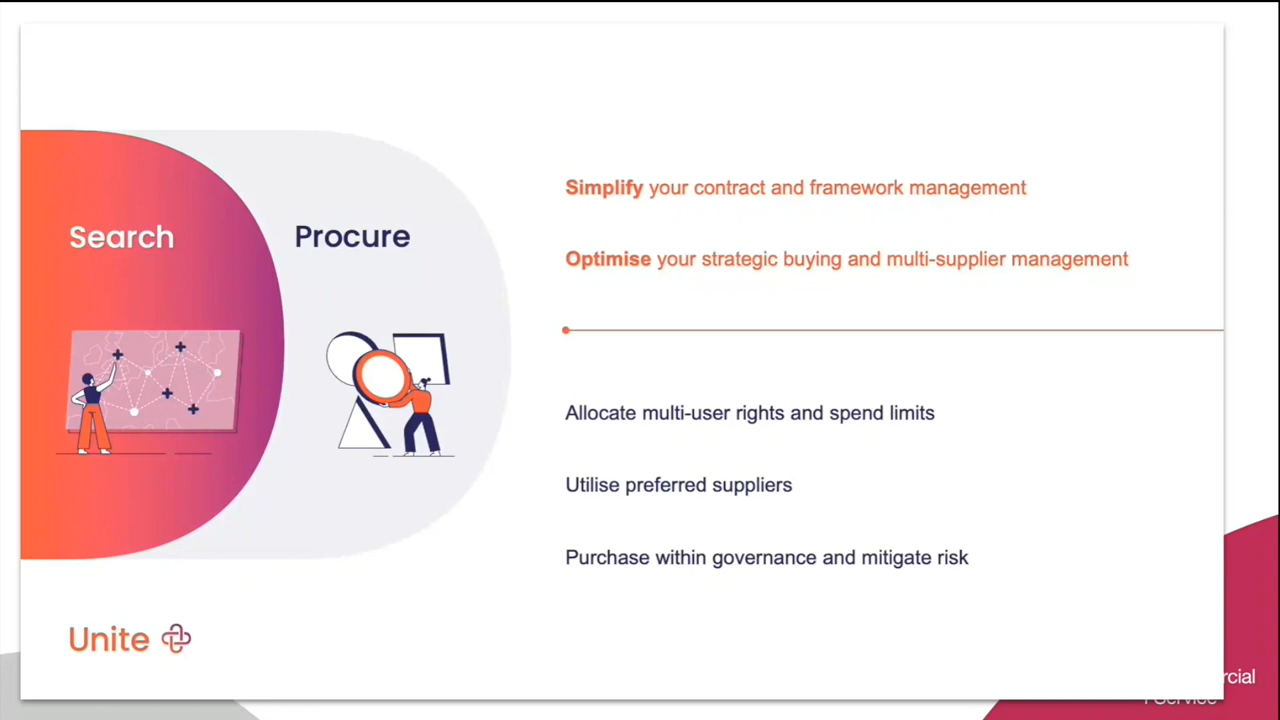 Search
Procure
Simplify your contract and framework management
Optimise your strategic buying and multi-supplier management
Allocate multi-user rights and spend limits
Utilise preferred suppliers
Purchase within governance and mitigate risk
Unite